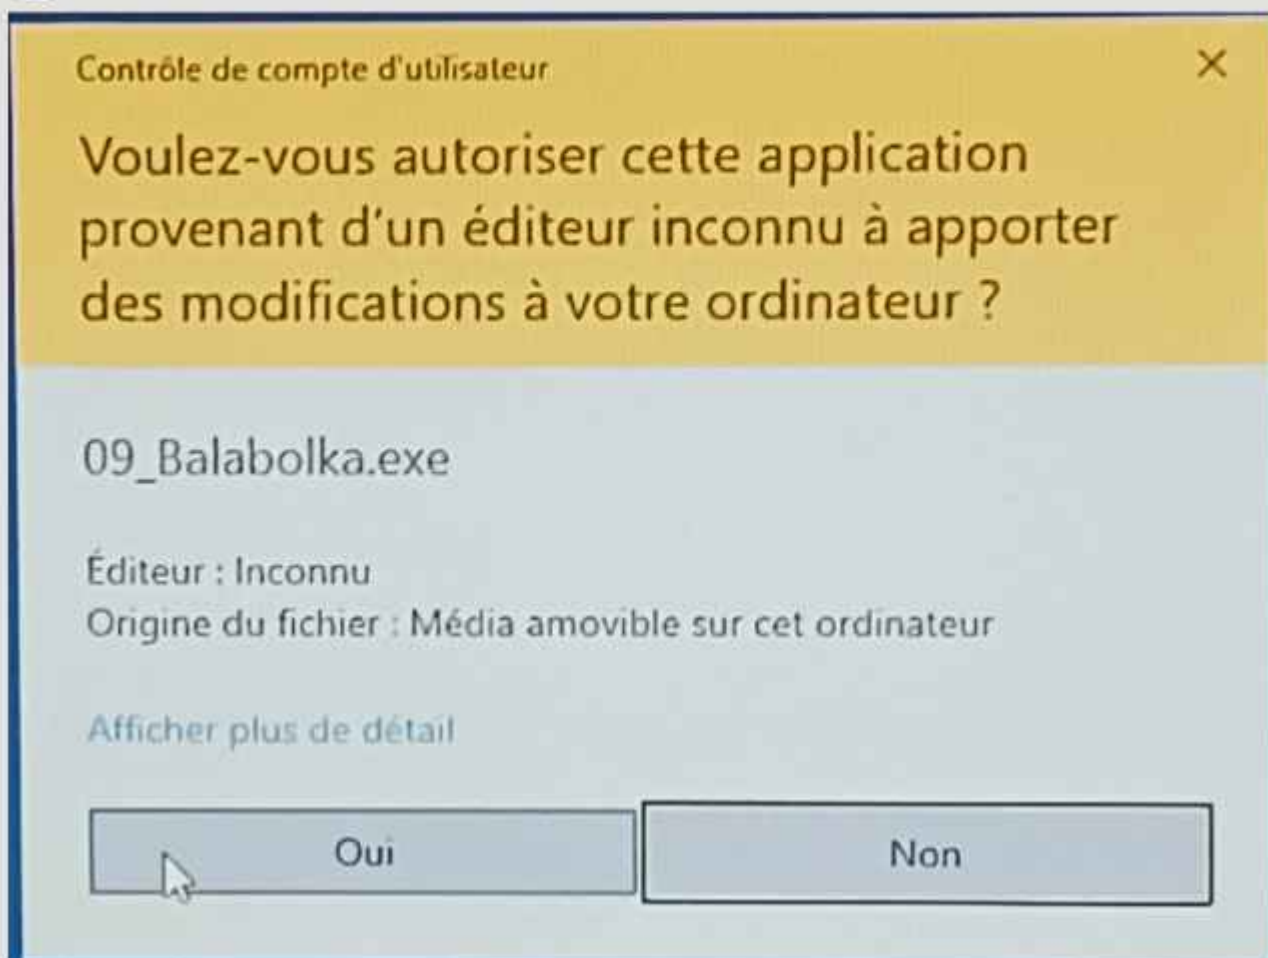 Contrôle de compte d'utilisateur
Voulez-vous autoriser cette application
provenant d'un éditeur inconnu à apporter
des modifications à votre ordinateur ?
09_Balabolka.exe
Éditeur : Inconnu
Origine du fichier : Média amovible sur cet ordinateur
Afficher plus de détail
Oui
Non